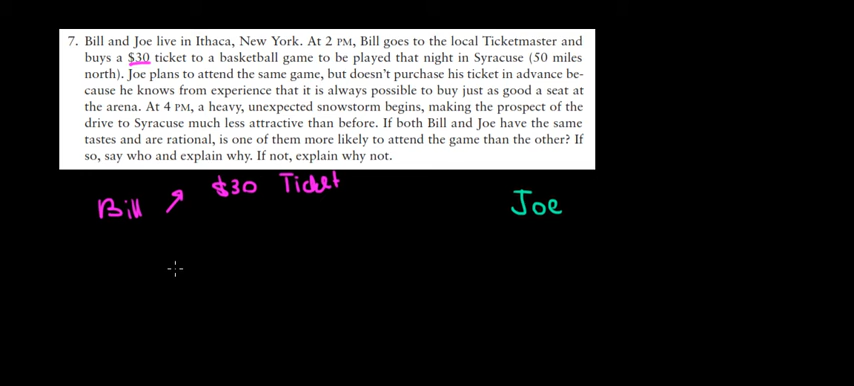 7. Bill and Joe live in Ithaca, New York. At 2 PM, Bill goes to the local Ticketmaster and
buys a $30 ticket to a basketball game to be played that night in Syracuse (50 miles
north). Joe plans to attend the same game, but doesn't purchase his ticket in advance be-
cause he knows from experience that it is always possible to buy just as good a seat at
the arena. At 4 PM, a heavy, unexpected snowstorm begins, making the prospect of the
drive to Syracuse much less attractive than before. If both Bill and Joe have the same
tastes and are rational, is one of them more likely to attend the game than the other? If
so, say who and explain why. If not, explain why not.
Bill ↗ $30 Ticket
Joe